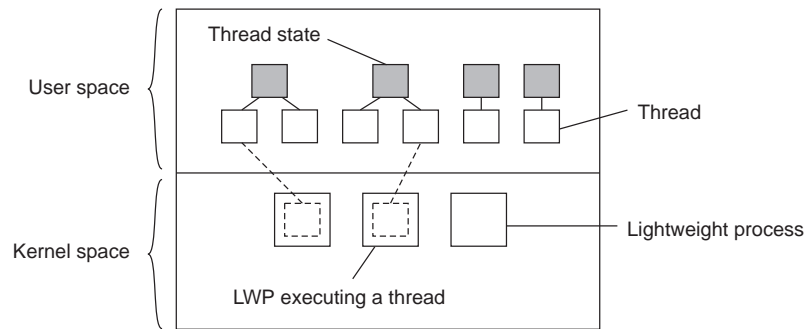 Thread state
User space
Thread
Kernel space
Lightweight process
LWP executing a thread